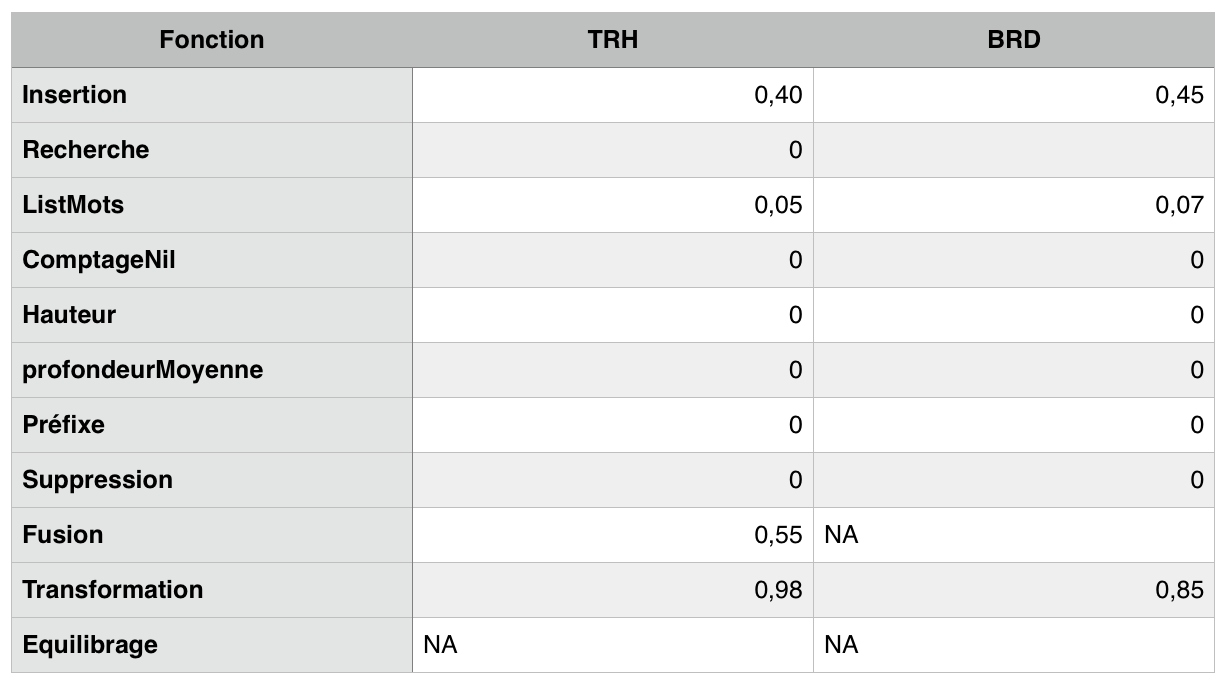 Fonction TRH BRD
Insertion 0,40 0,45
Recherche 0
ListMots 0,05 0,07
ComptageNil 0 0
Hauteur 0 0
profondeurMoyenne 0 0
Préfixe 0 0
Suppression 0 0
Fusion 0,55 NA
Transformation 0,98 0,85
Equilibrage NA NA